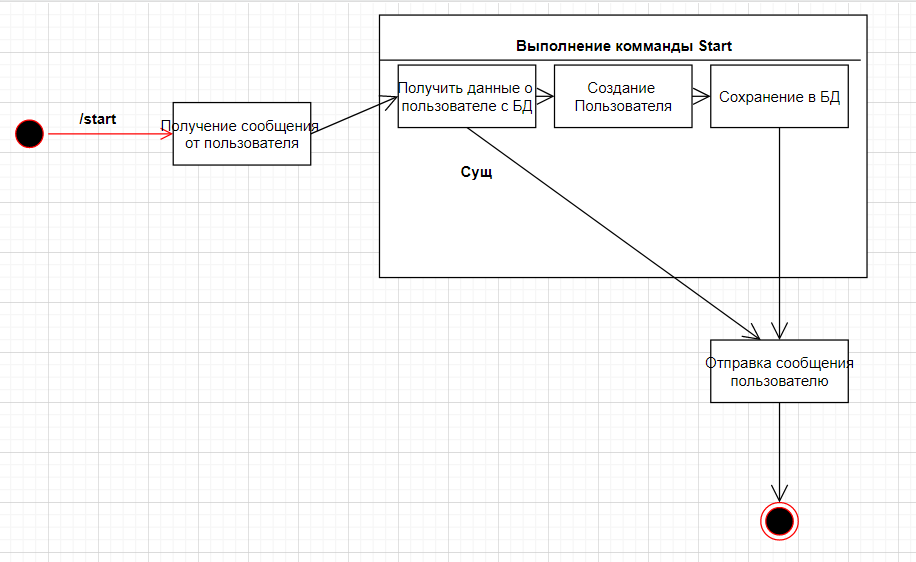 Выполнение комманды Start
/start
Получение сообщения
от пользователя
Получить данные о
пользователе с БД
Создание
Пользователя
Сохранение в БД
Сущ
Отправка сообщения
пользователю